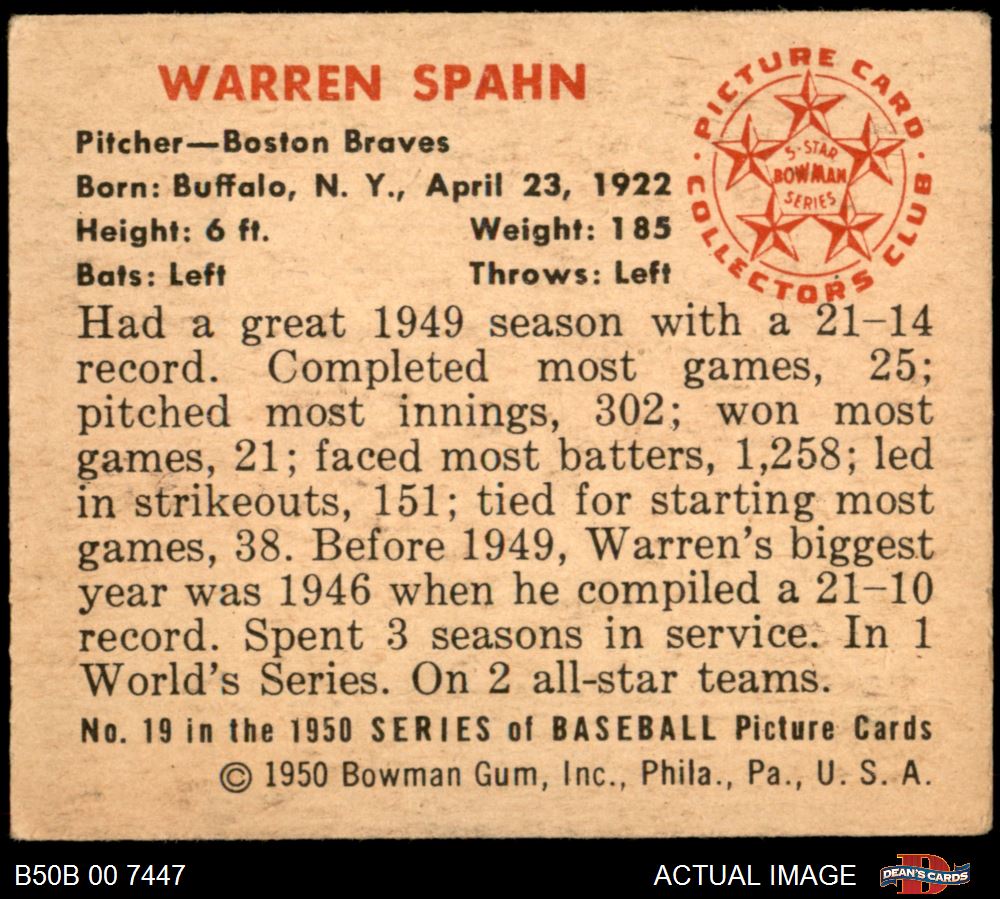 WARREN SPAHN
Pitcher—Boston Braves
Born: Buffalo, N. Y., April 23, 1922
Height: 6 ft. Weight: 185
Bats: Left Throws: Left
PICTURE CARD
COLLECTORS CLUB
5-STAR
BOWMAN
SERIES
Had a great 1949 season with a 21–14
record. Completed most games, 25;
pitched most innings, 302; won most
games, 21; faced most batters, 1,258; led
in strikeouts, 151; tied for starting most
games, 38. Before 1949, Warren's biggest
year was 1946 when he compiled a 21–10
record. Spent 3 seasons in service. In 1
World's Series. On 2 all-star teams.
No. 19 in the 1950 SERIES of BASEBALL Picture Cards
© 1950 Bowman Gum, Inc., Phila., Pa., U. S. A.
B50B 00 7447
ACTUAL IMAGE
D
DEAN'S CARDS